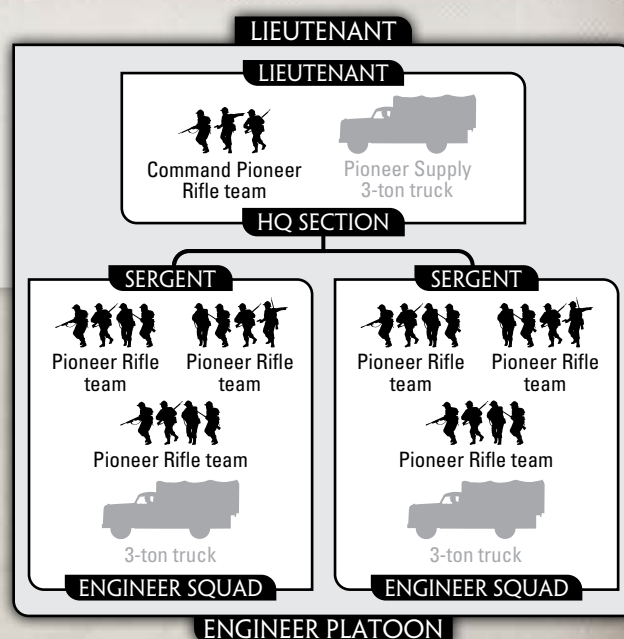 LIEUTENANT
LIEUTENANT
Command Pioneer
Rifle team
Pioneer Supply
3-ton truck
HQ SECTION
SERGENT
Pioneer Rifle
team
Pioneer Rifle
team
Pioneer Rifle team
3-ton truck
ENGINEER SQUAD
SERGENT
Pioneer Rifle
team
Pioneer Rifle
team
Pioneer Rifle team
3-ton truck
ENGINEER SQUAD
ENGINEER PLATOON